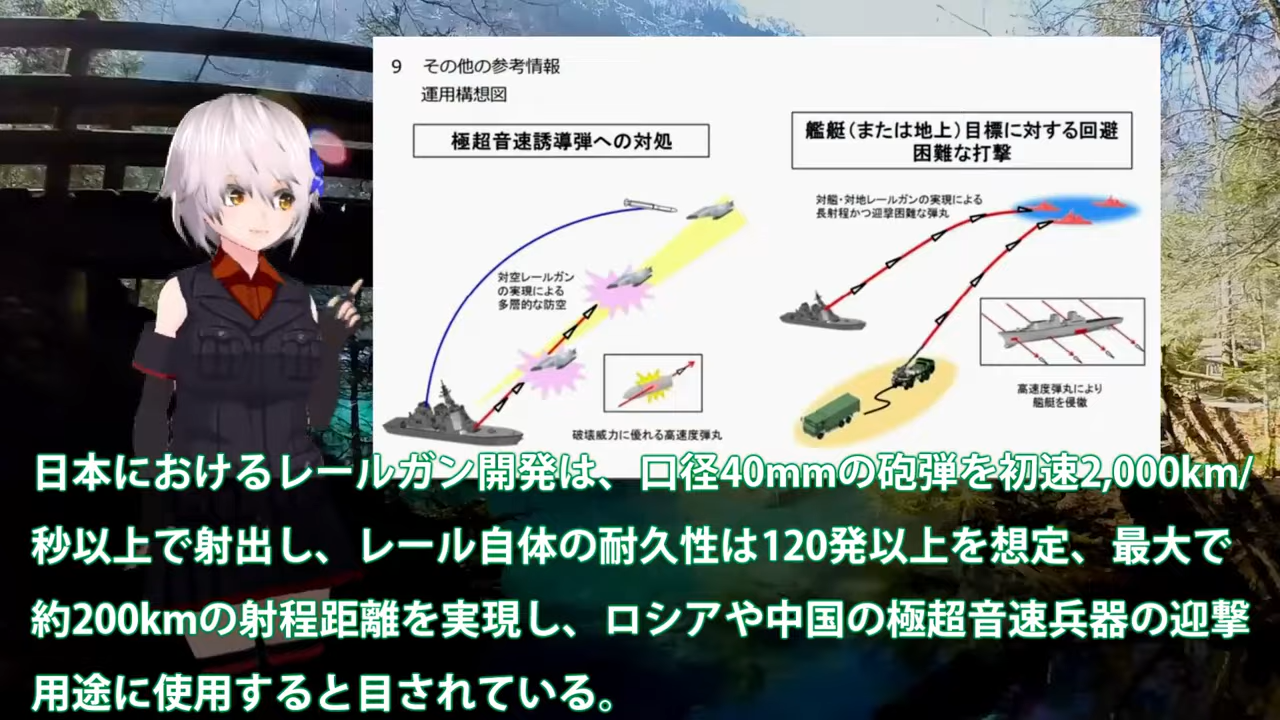 9 その他の参考情報
運用構想図
極超音速誘導弾への対処
対空レールガン
の実現による
多層的な防空
破壊威力に優れる高速度弾丸
艦艇(または地上)目標に対する回避
困難な打撃
対艦・対地レールガンの実現による
長射程かつ迎撃困難な弾丸
高速度弾丸により
艦艇を侵徹
日本におけるレールガン開発は、口径40mmの砲弾を初速2,000km/
秒以上で射出し、レール自体の耐久性は120発以上を想定、最大で
約200kmの射程距離を実現し、ロシアや中国の極超音速兵器の迎撃
用途に使用すると目されている。